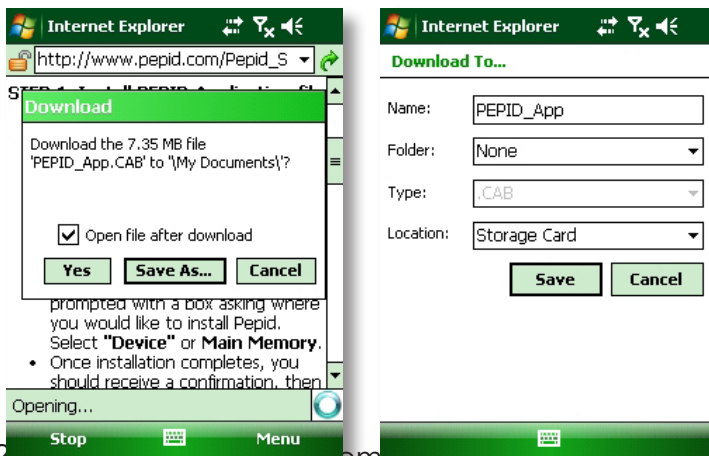 Internet Explorer
http://www.pepid.com/Pepid_S
Download
Download the 7.35 MB file
'PEPID_App.CAB' to '\My Documents\'?
Open file after download
Yes Save As... Cancel
prompted with a box asking where
you would like to install Pepid.
Select "Device" or Main Memory.
• Once installation completes, you
should receive a confirmation, then
Opening...
Stop Menu
Internet Explorer
Download To...
Name: PEPID_App
Folder: None
Type: .CAB
Location: Storage Card
Save Cancel